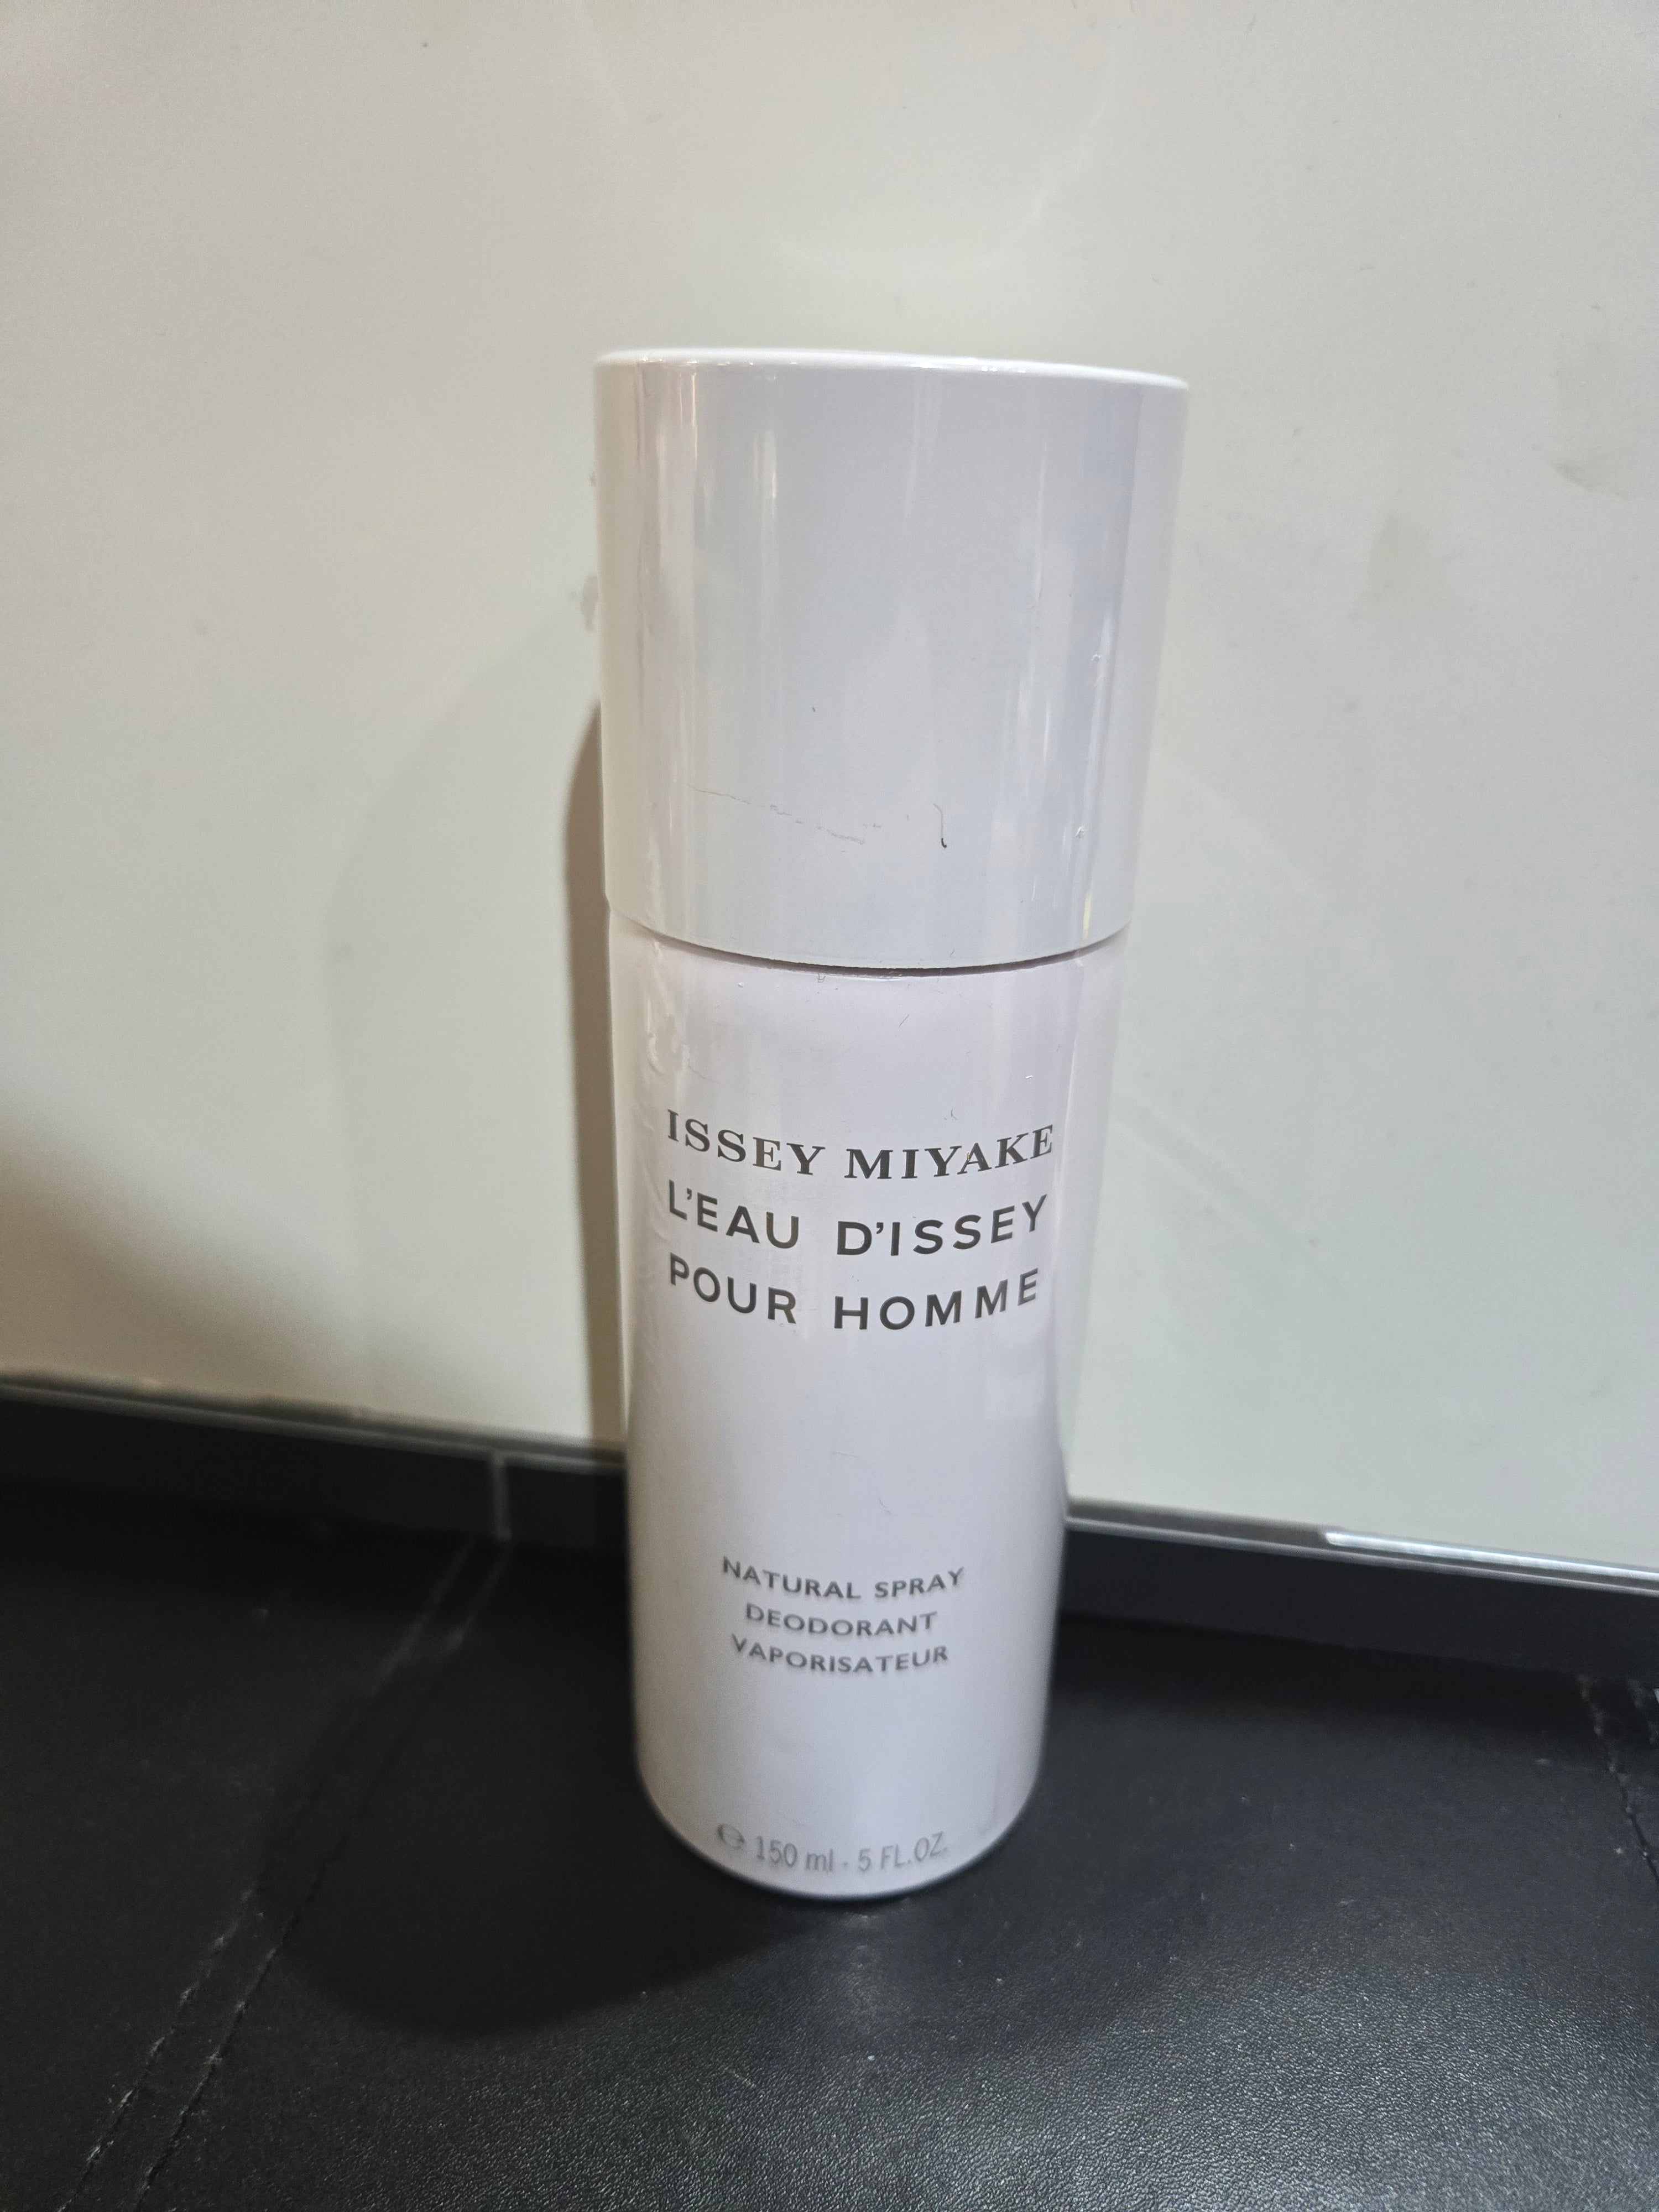 ISSEY MIYAKE
L'EAU D'ISSEY
POUR HOMME
NATURAL SPRAY
DEODORANT
VAPORISATEUR
℮ 150 ml - 5 FL.OZ.